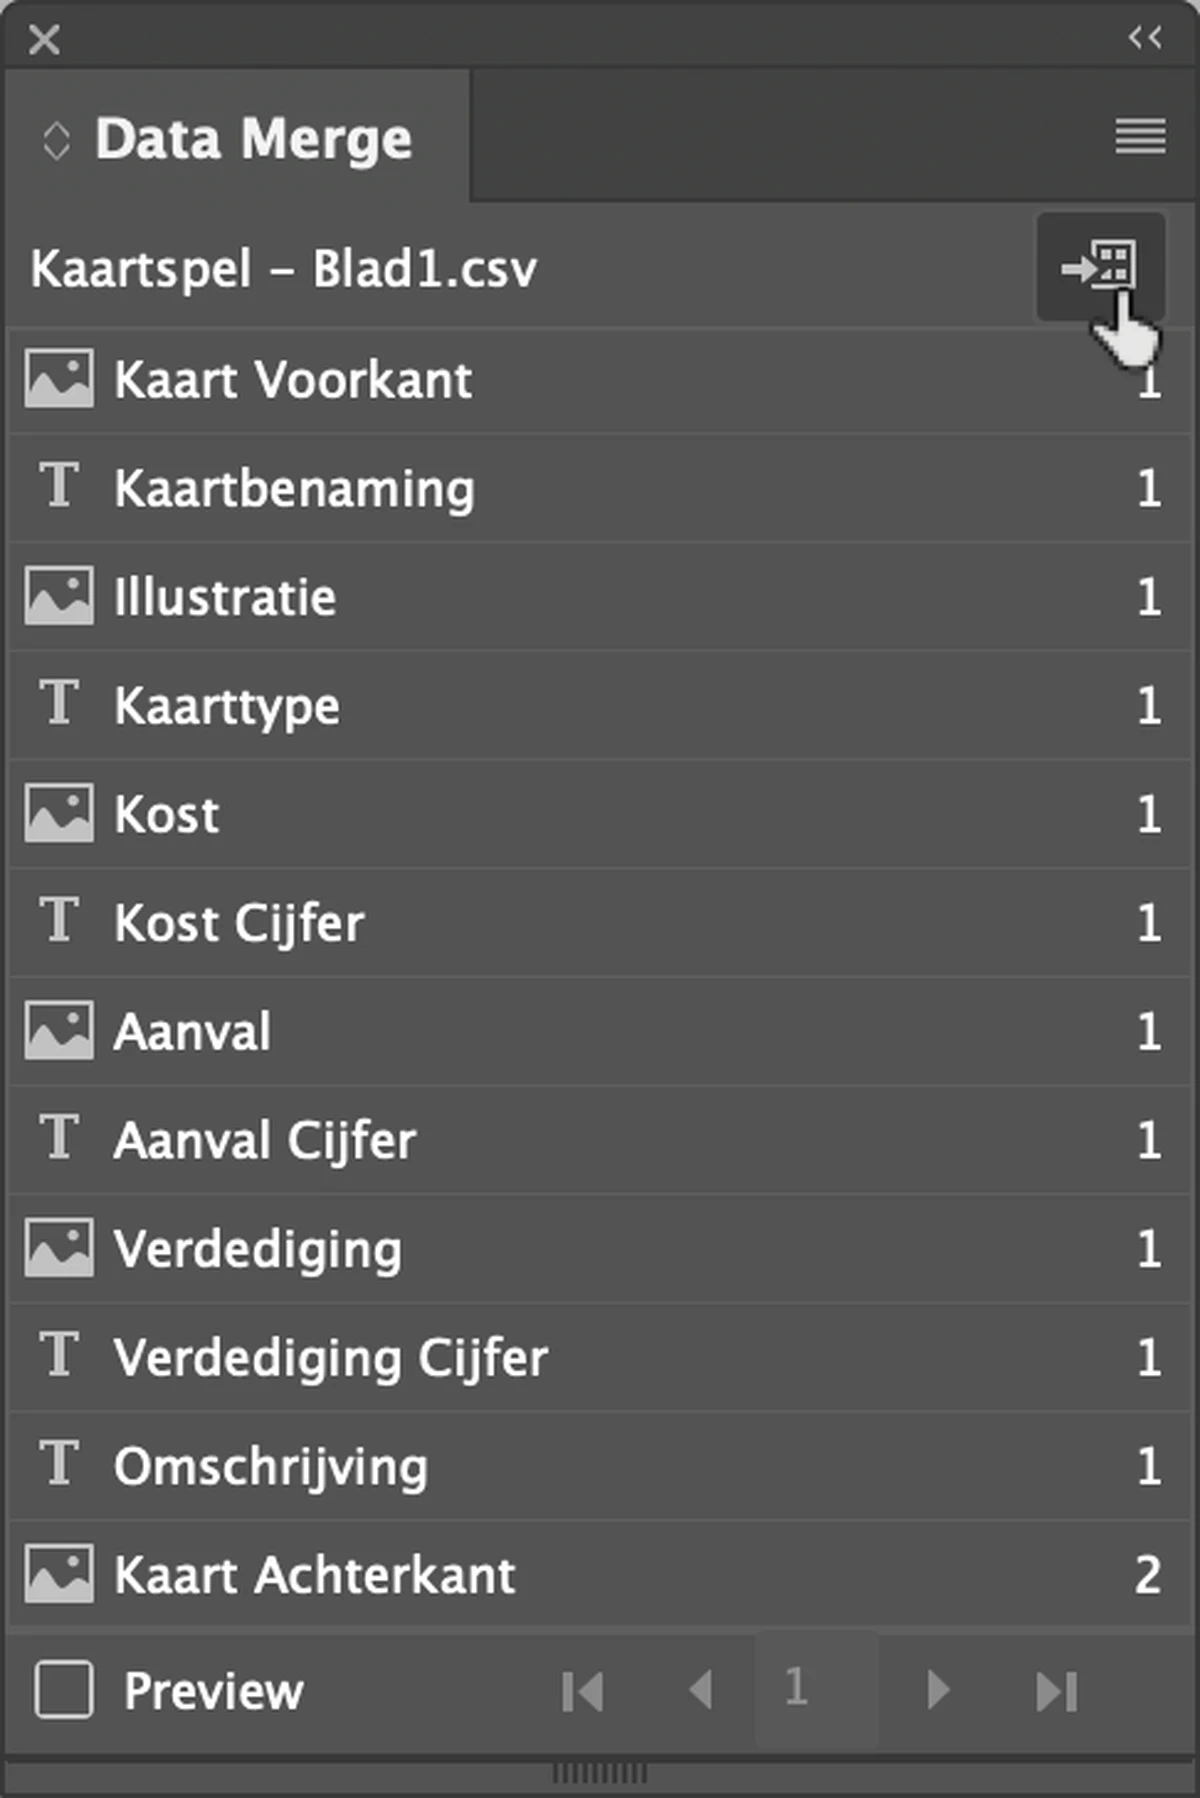 Data Merge
Kaartspel – Blad1.csv
Kaart Voorkant 1
Kaartbenaming 1
Illustratie 1
Kaarttype 1
Kost 1
Kost Cijfer 1
Aanval 1
Aanval Cijfer 1
Verdediging 1
Verdediging Cijfer 1
Omschrijving 1
Kaart Achterkant 2
Preview 1